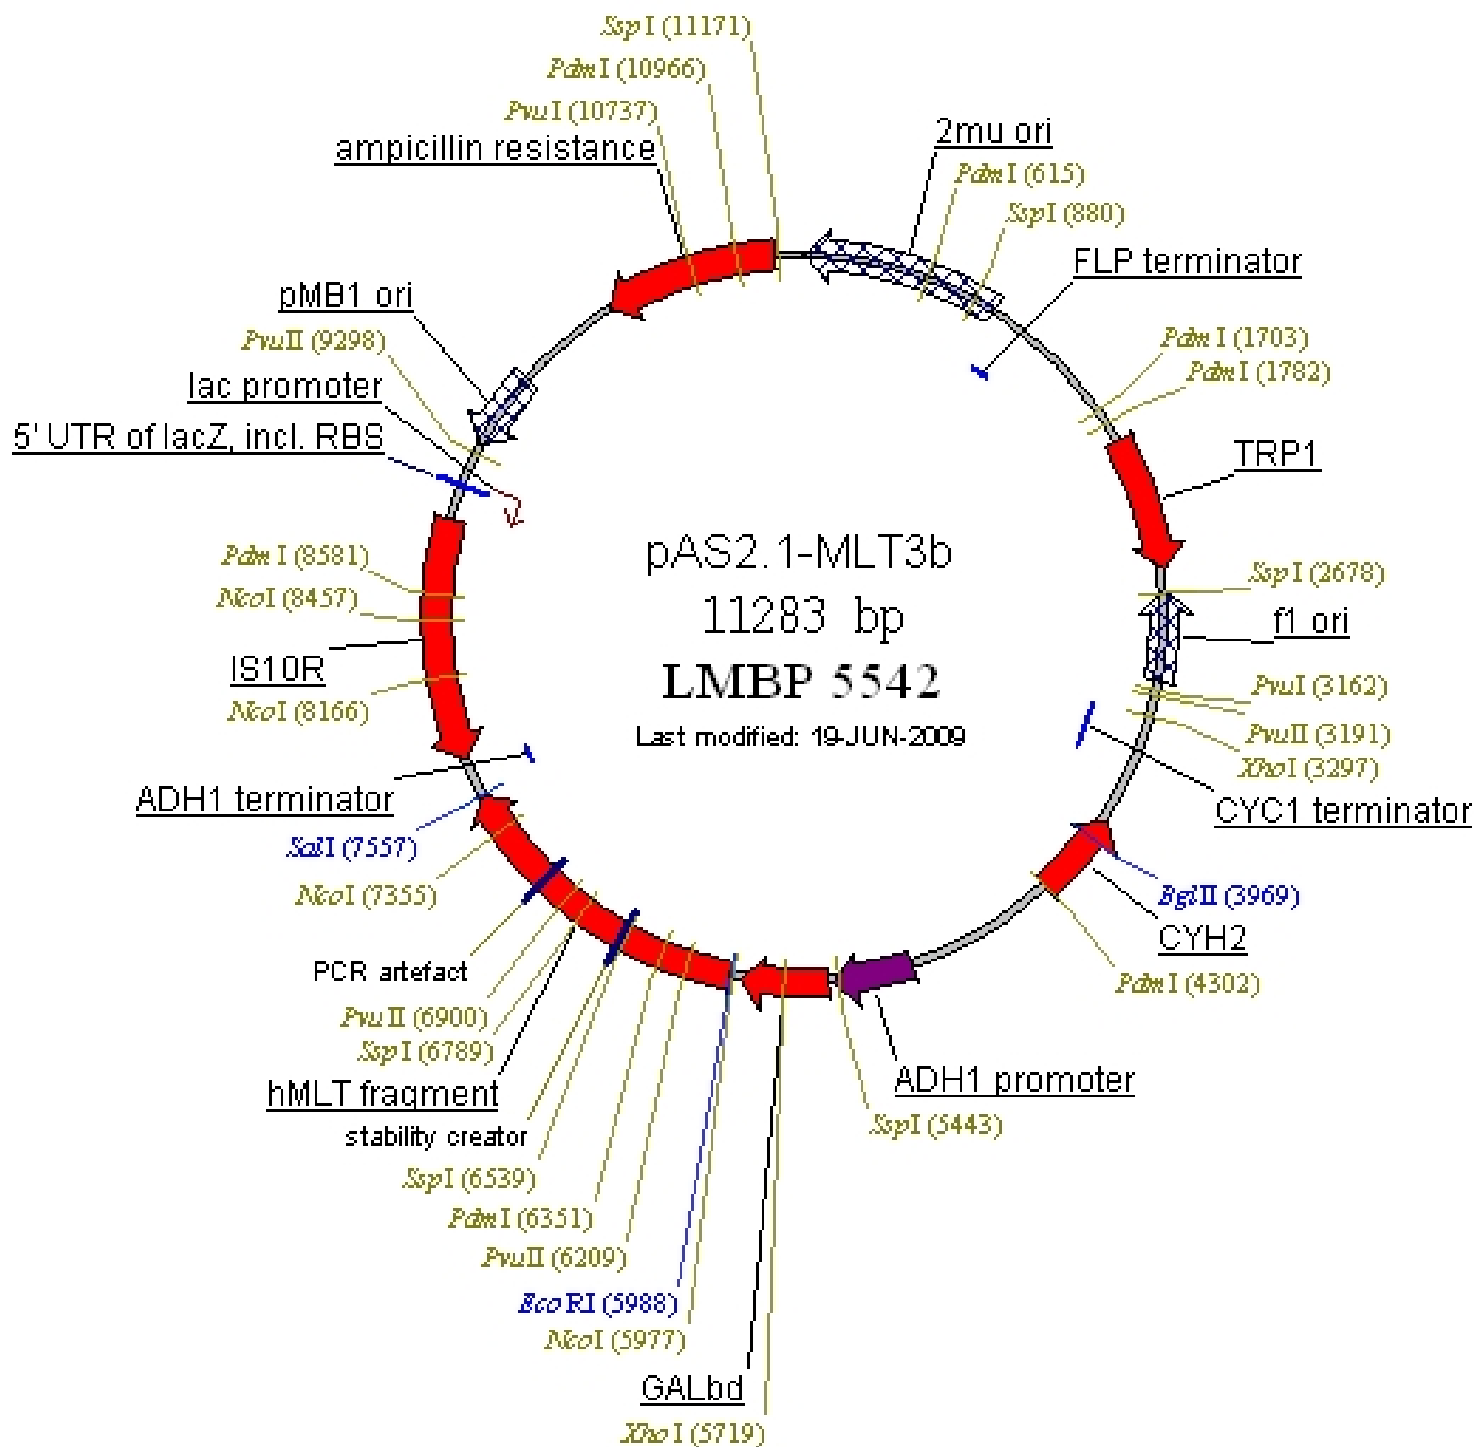 SspI (11171)
PdmI (10966)
PvuI (10737)
ampicillin resistance
2mu ori
PdmI (615)
SspI (880)
FLP terminator
pMB1 ori
PvuII (9298)
lac promoter
5' UTR of lacZ, incl. RBS
PdmI (1703)
PdmI (1782)
TRP1
pAS2.1-MLT3b
11283 bp
LMBP 5542
Last modified: 19-JUN-2009
PdmI (8581)
NcoI (8457)
IS10R
NcoI (8166)
SspI (2678)
f1 ori
PvuI (3162)
PvuII (3191)
XhoI (3297)
CYC1 terminator
ADH1 terminator
SalI (7557)
NcoI (7355)
BglII (3969)
CYH2
PdmI (4302)
PCR artefact
PvuII (6900)
SspI (6789)
hMLT fragment
stability creator
SspI (6539)
PdmI (6351)
PvuII (6209)
EcoRI (5988)
NcoI (5977)
ADH1 promoter
SspI (5443)
GALbd
XhoI (5719)